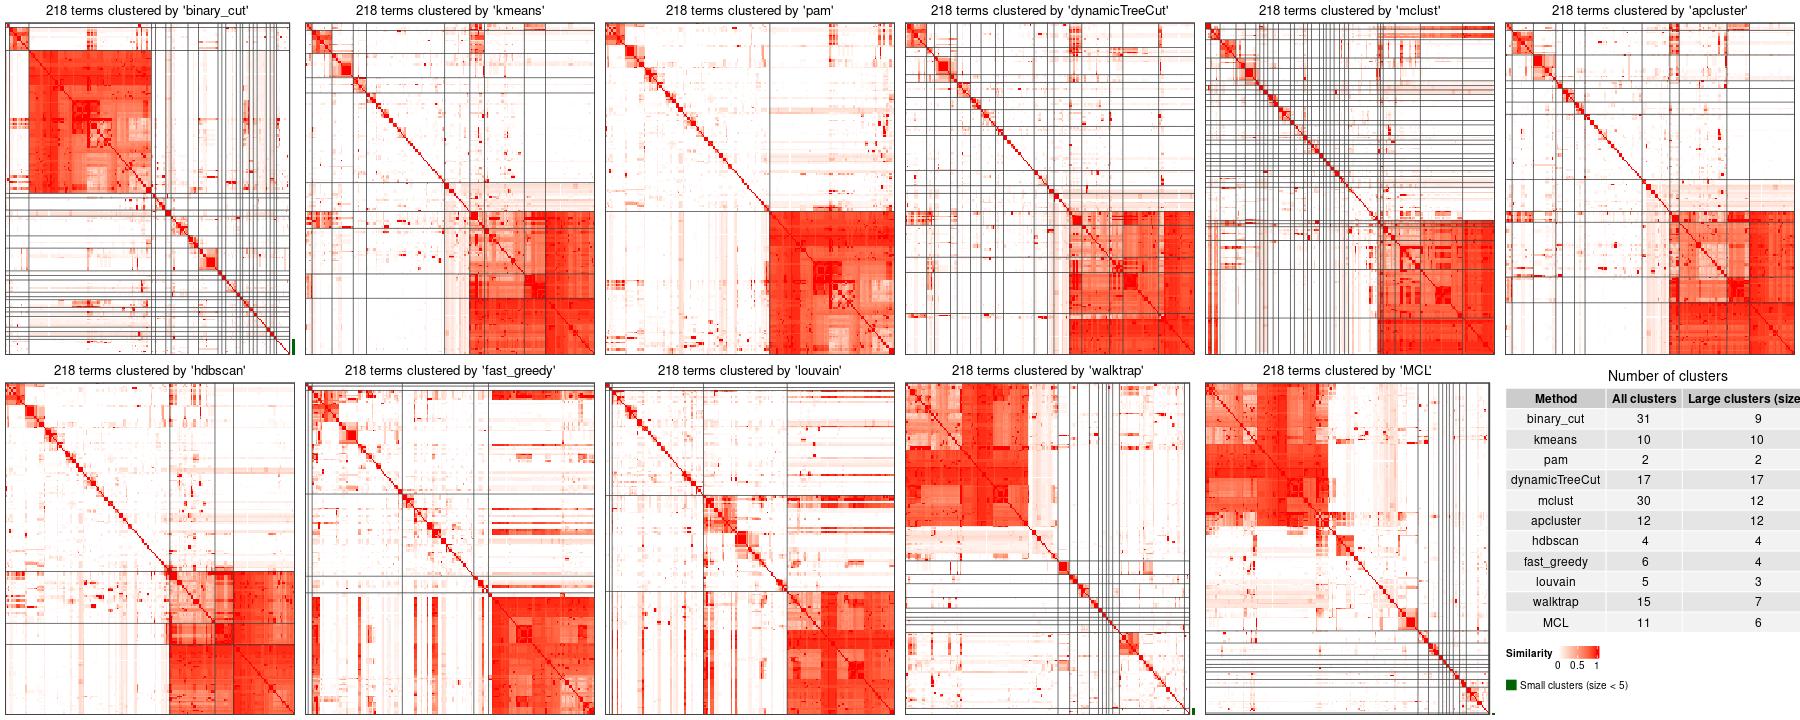 218 terms clustered by 'binary_cut'
218 terms clustered by 'kmeans'
218 terms clustered by 'pam'
218 terms clustered by 'dynamicTreeCut'
218 terms clustered by 'mclust'
218 terms clustered by 'apcluster'
218 terms clustered by 'hdbscan'
218 terms clustered by 'fast_greedy'
218 terms clustered by 'louvain'
218 terms clustered by 'walktrap'
218 terms clustered by 'MCL'
Number of clusters
Method All clusters Large clusters (size
binary_cut 31 9
kmeans 10 10
pam 2 2
dynamicTreeCut 17 17
mclust 30 12
apcluster 12 12
hdbscan 4 4
fast_greedy 6 4
louvain 5 3
walktrap 15 7
MCL 11 6
Similarity
0 0.5 1
Small clusters (size < 5)